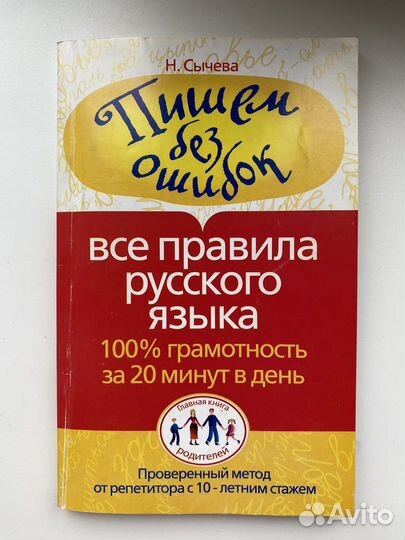 Н. Сычева
Пишем
без
ошибок
все правила
русского
языка
100% грамотность
за 20 минут в день
Главная книга
родителей
Проверенный метод
от репетитора с 10 - летним стажем
Avito